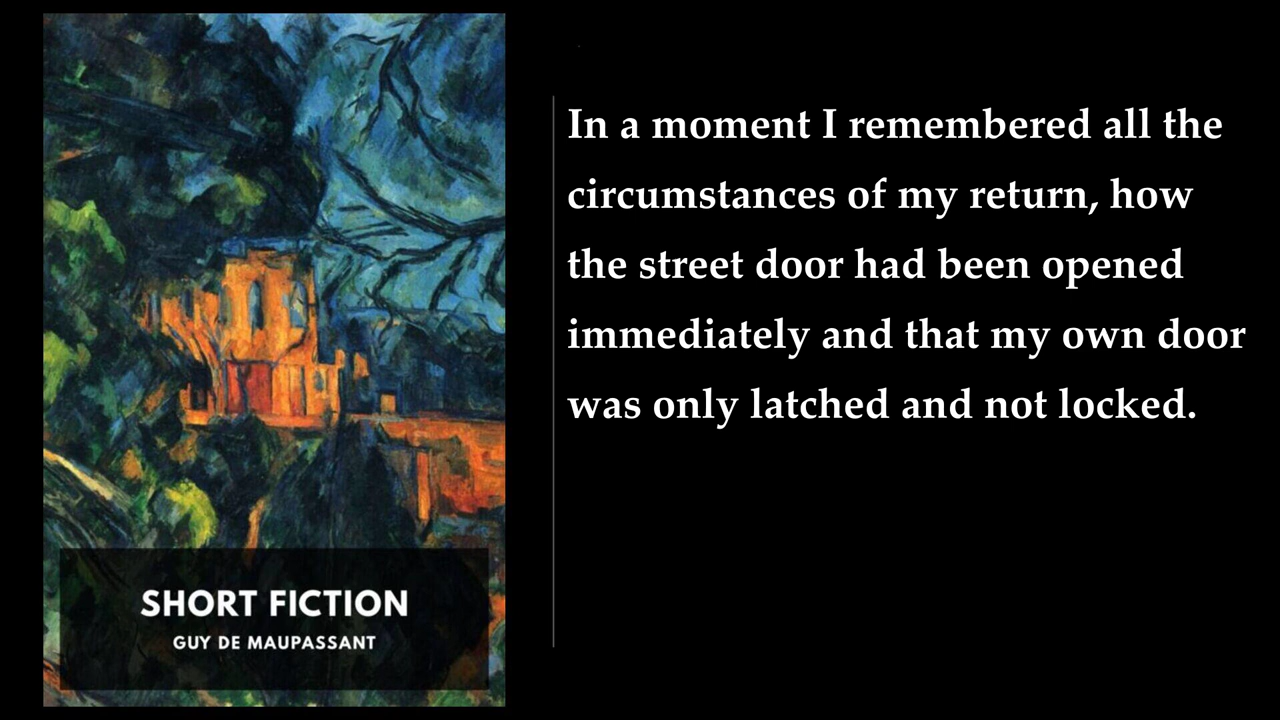 In a moment I remembered all the
circumstances of my return, how
the street door had been opened
immediately and that my own door
was only latched and not locked.
SHORT FICTION
GUY DE MAUPASSANT